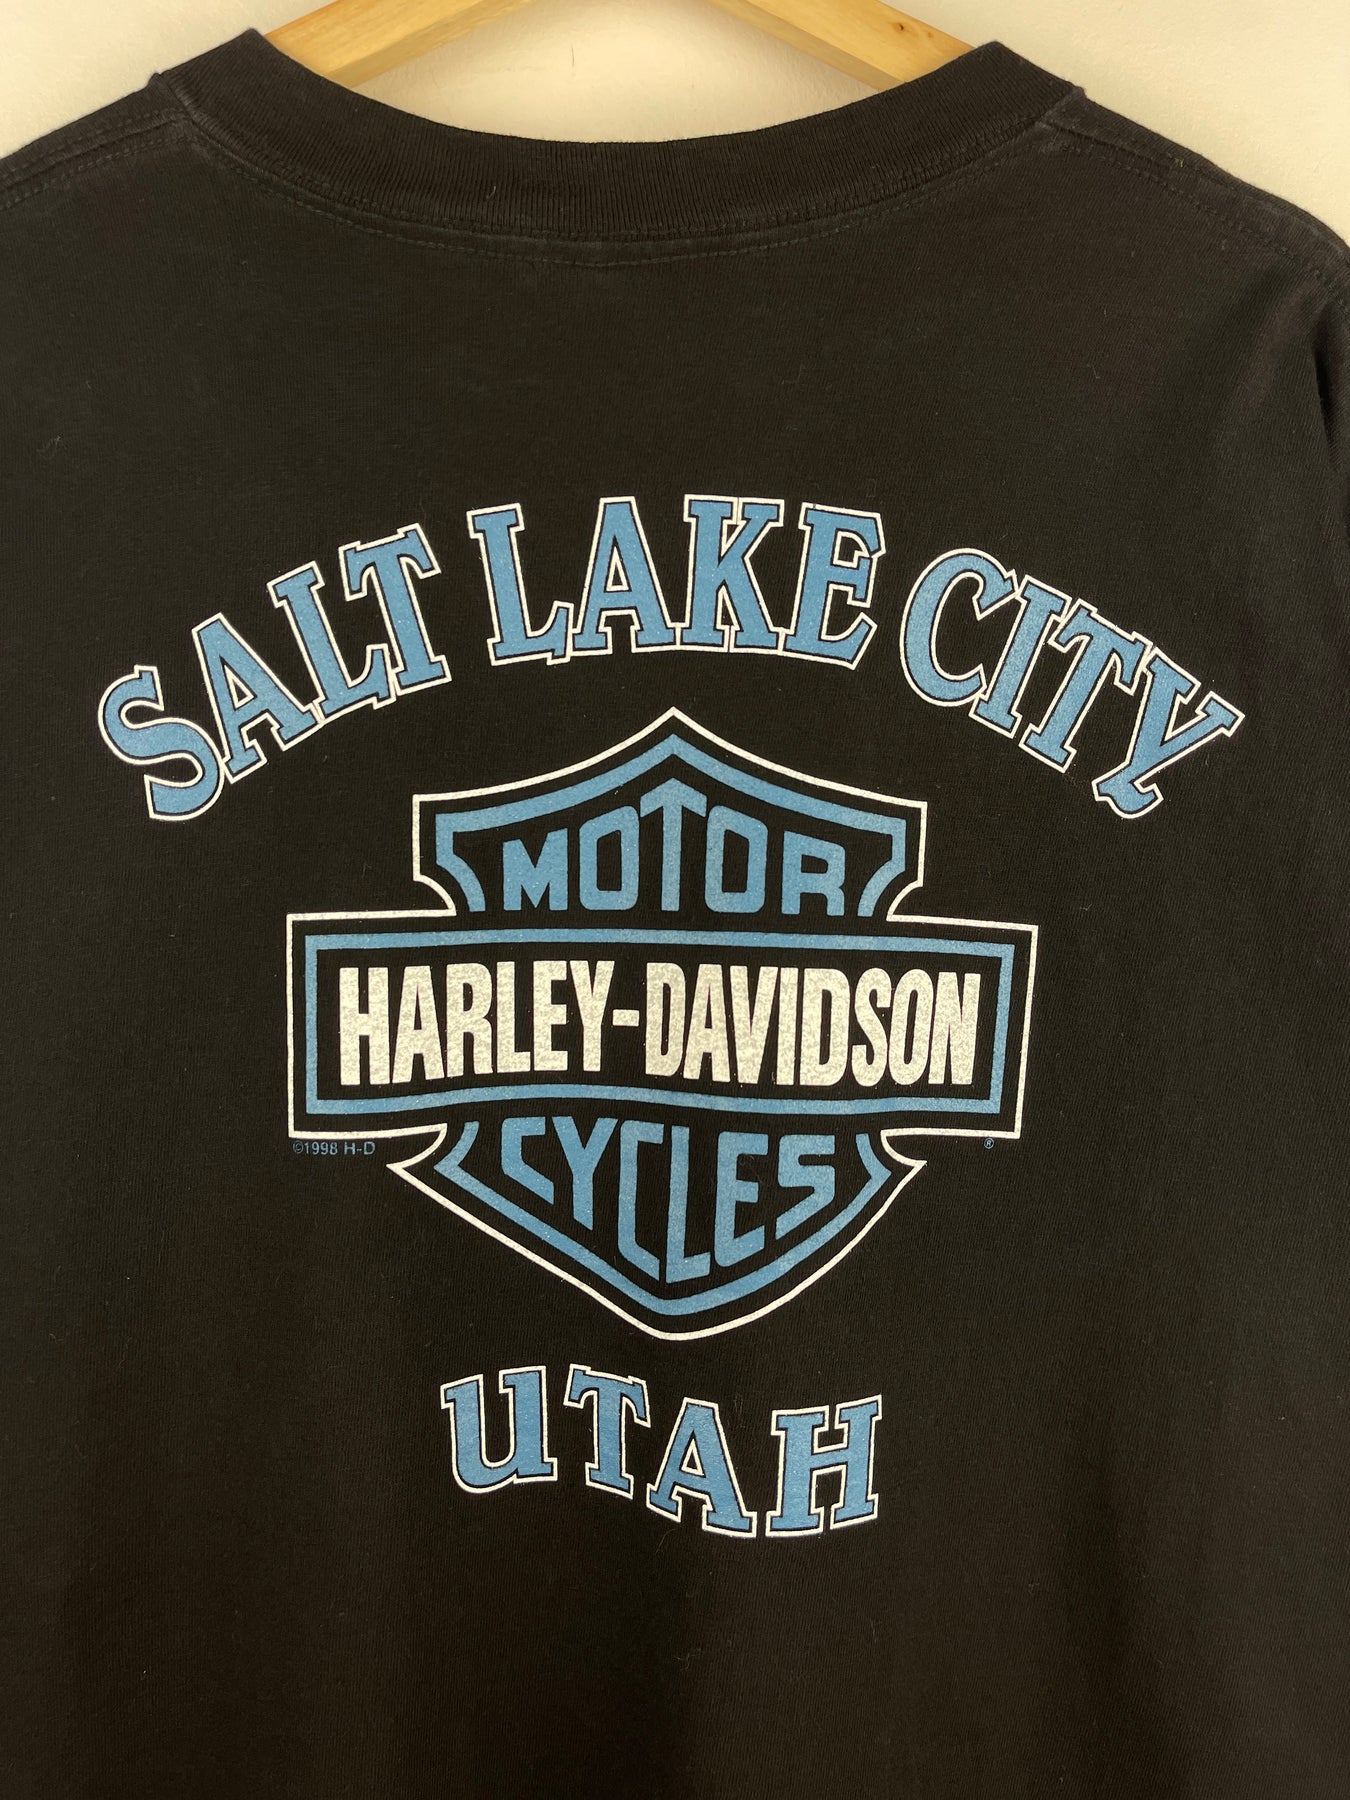 SALT LAKE CITY
MOTOR
HARLEY-DAVIDSON
CYCLES
©1998 H-D ®
UTAH